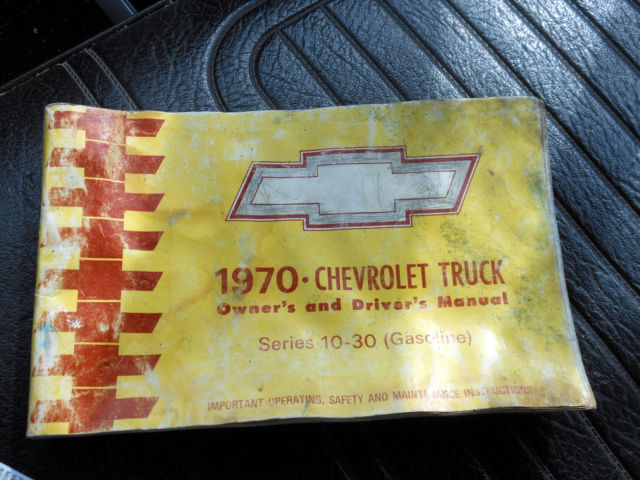 1970 · CHEVROLET TRUCK
Owner's and Driver's Manual
Series 10-30 (Gasoline)
IMPORTANT OPERATING, SAFETY AND MAINTENANCE INSTRUCTIONS